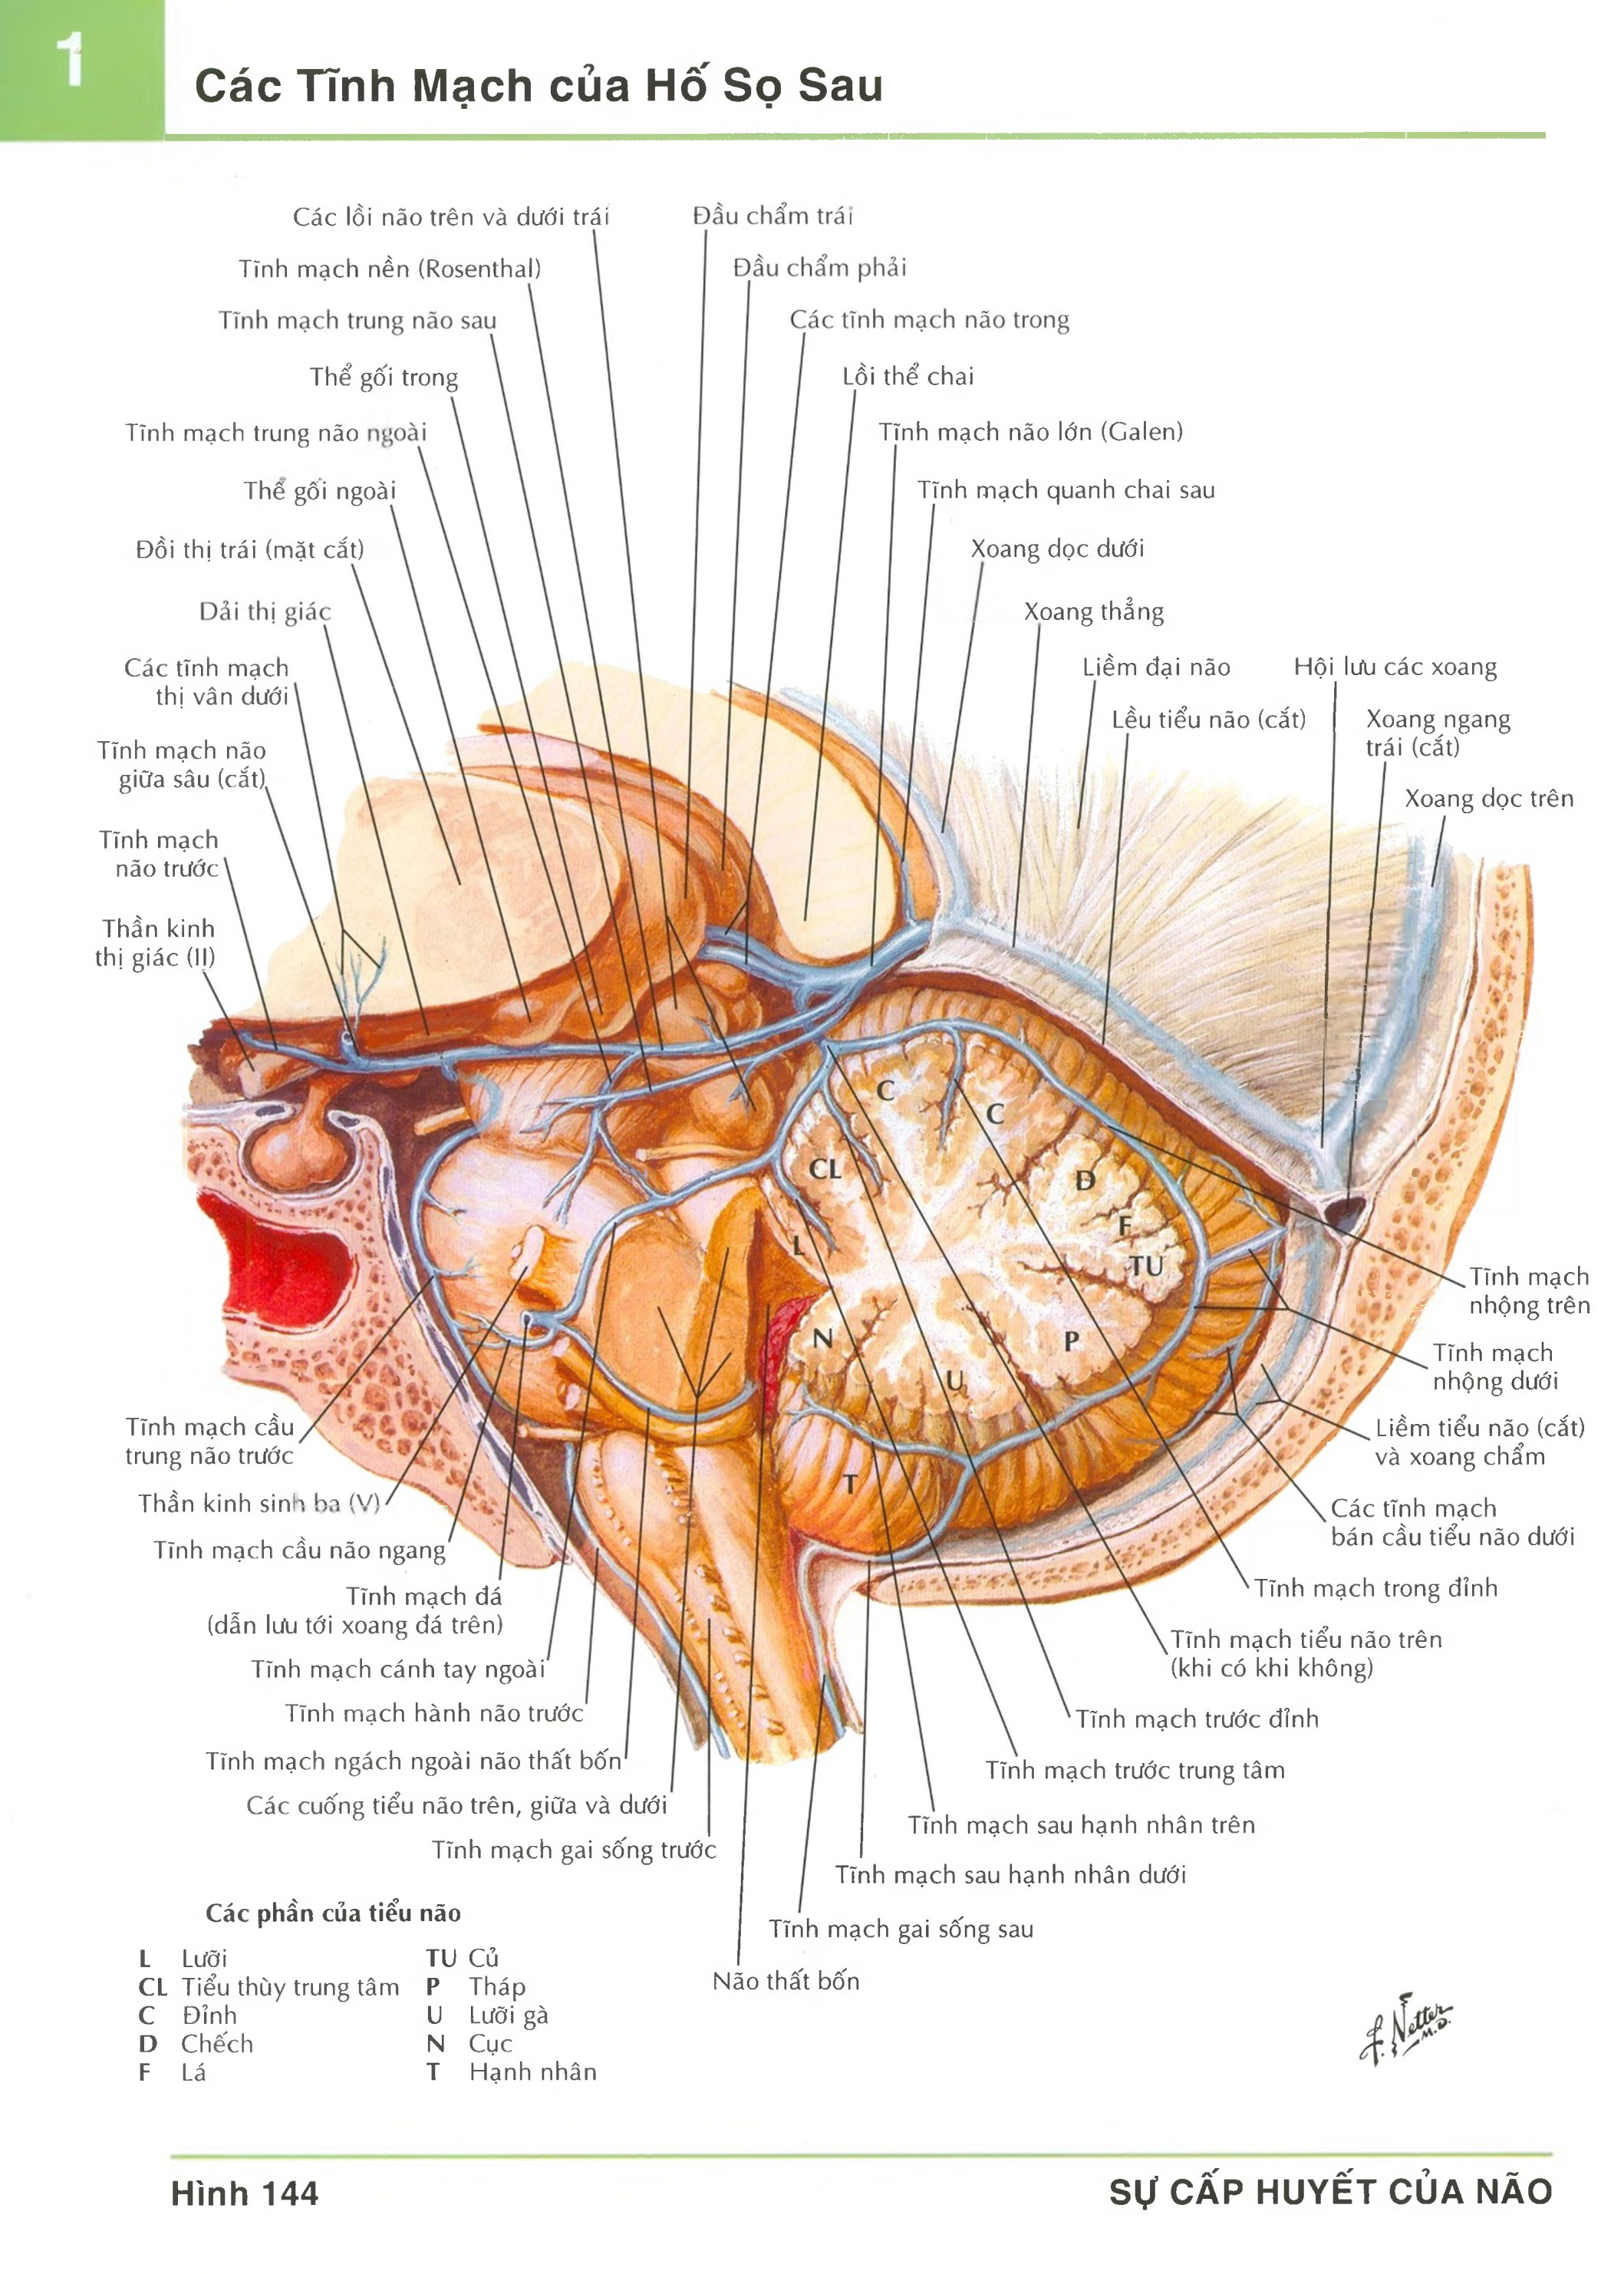 1
Các Tĩnh Mạch của Hố Sọ Sau
Các lồi não trên và dưới trái
Tĩnh mạch nền (Rosenthal)
Tĩnh mạch trung não sau
Thể gối trong
Tĩnh mạch trung não ngoài
Thể gối ngoài
Đồi thị trái (mặt cắt)
Dải thị giác
Các tĩnh mạch
thị vân dưới
Tĩnh mạch não
giữa sâu (cắt)
Tĩnh mạch
não trước
Thần kinh
thị giác (II)
Đầu chẩm trái
Đầu chẩm phải
Các tĩnh mạch não trong
Lồi thể chai
Tĩnh mạch não lớn (Galen)
Tĩnh mạch quanh chai sau
Xoang dọc dưới
Xoang thẳng
Liềm đại não
Lều tiểu não (cắt)
Hội lưu các xoang
Xoang ngang
trái (cắt)
Xoang dọc trên
C
C
CL
D
F
TU
L
N
P
U
T
Tĩnh mạch
nhộng trên
Tĩnh mạch
nhộng dưới
Liềm tiểu não (cắt)
và xoang chẩm
Các tĩnh mạch
bán cầu tiểu não dưới
Tĩnh mạch trong đỉnh
Tĩnh mạch tiểu não trên
(khi có khi không)
Tĩnh mạch trước đỉnh
Tĩnh mạch trước trung tâm
Tĩnh mạch sau hạnh nhân trên
Tĩnh mạch sau hạnh nhân dưới
Tĩnh mạch gai sống sau
Não thất bốn
Tĩnh mạch cầu
trung não trước
Thần kinh sinh ba (V)
Tĩnh mạch cầu não ngang
Tĩnh mạch đá
(dẫn lưu tới xoang đá trên)
Tĩnh mạch cánh tay ngoài
Tĩnh mạch hành não trước
Tĩnh mạch ngách ngoài não thất bốn
Các cuống tiểu não trên, giữa và dưới
Tĩnh mạch gai sống trước
Các phần của tiểu não
L Lưỡi
CL Tiểu thùy trung tâm
C Đỉnh
D Chếch
F Lá
TU Củ
P Tháp
U Lưỡi gà
N Cục
T Hạnh nhân
F. Netter
M.D.
Hình 144
SỰ CẤP HUYẾT CỦA NÃO